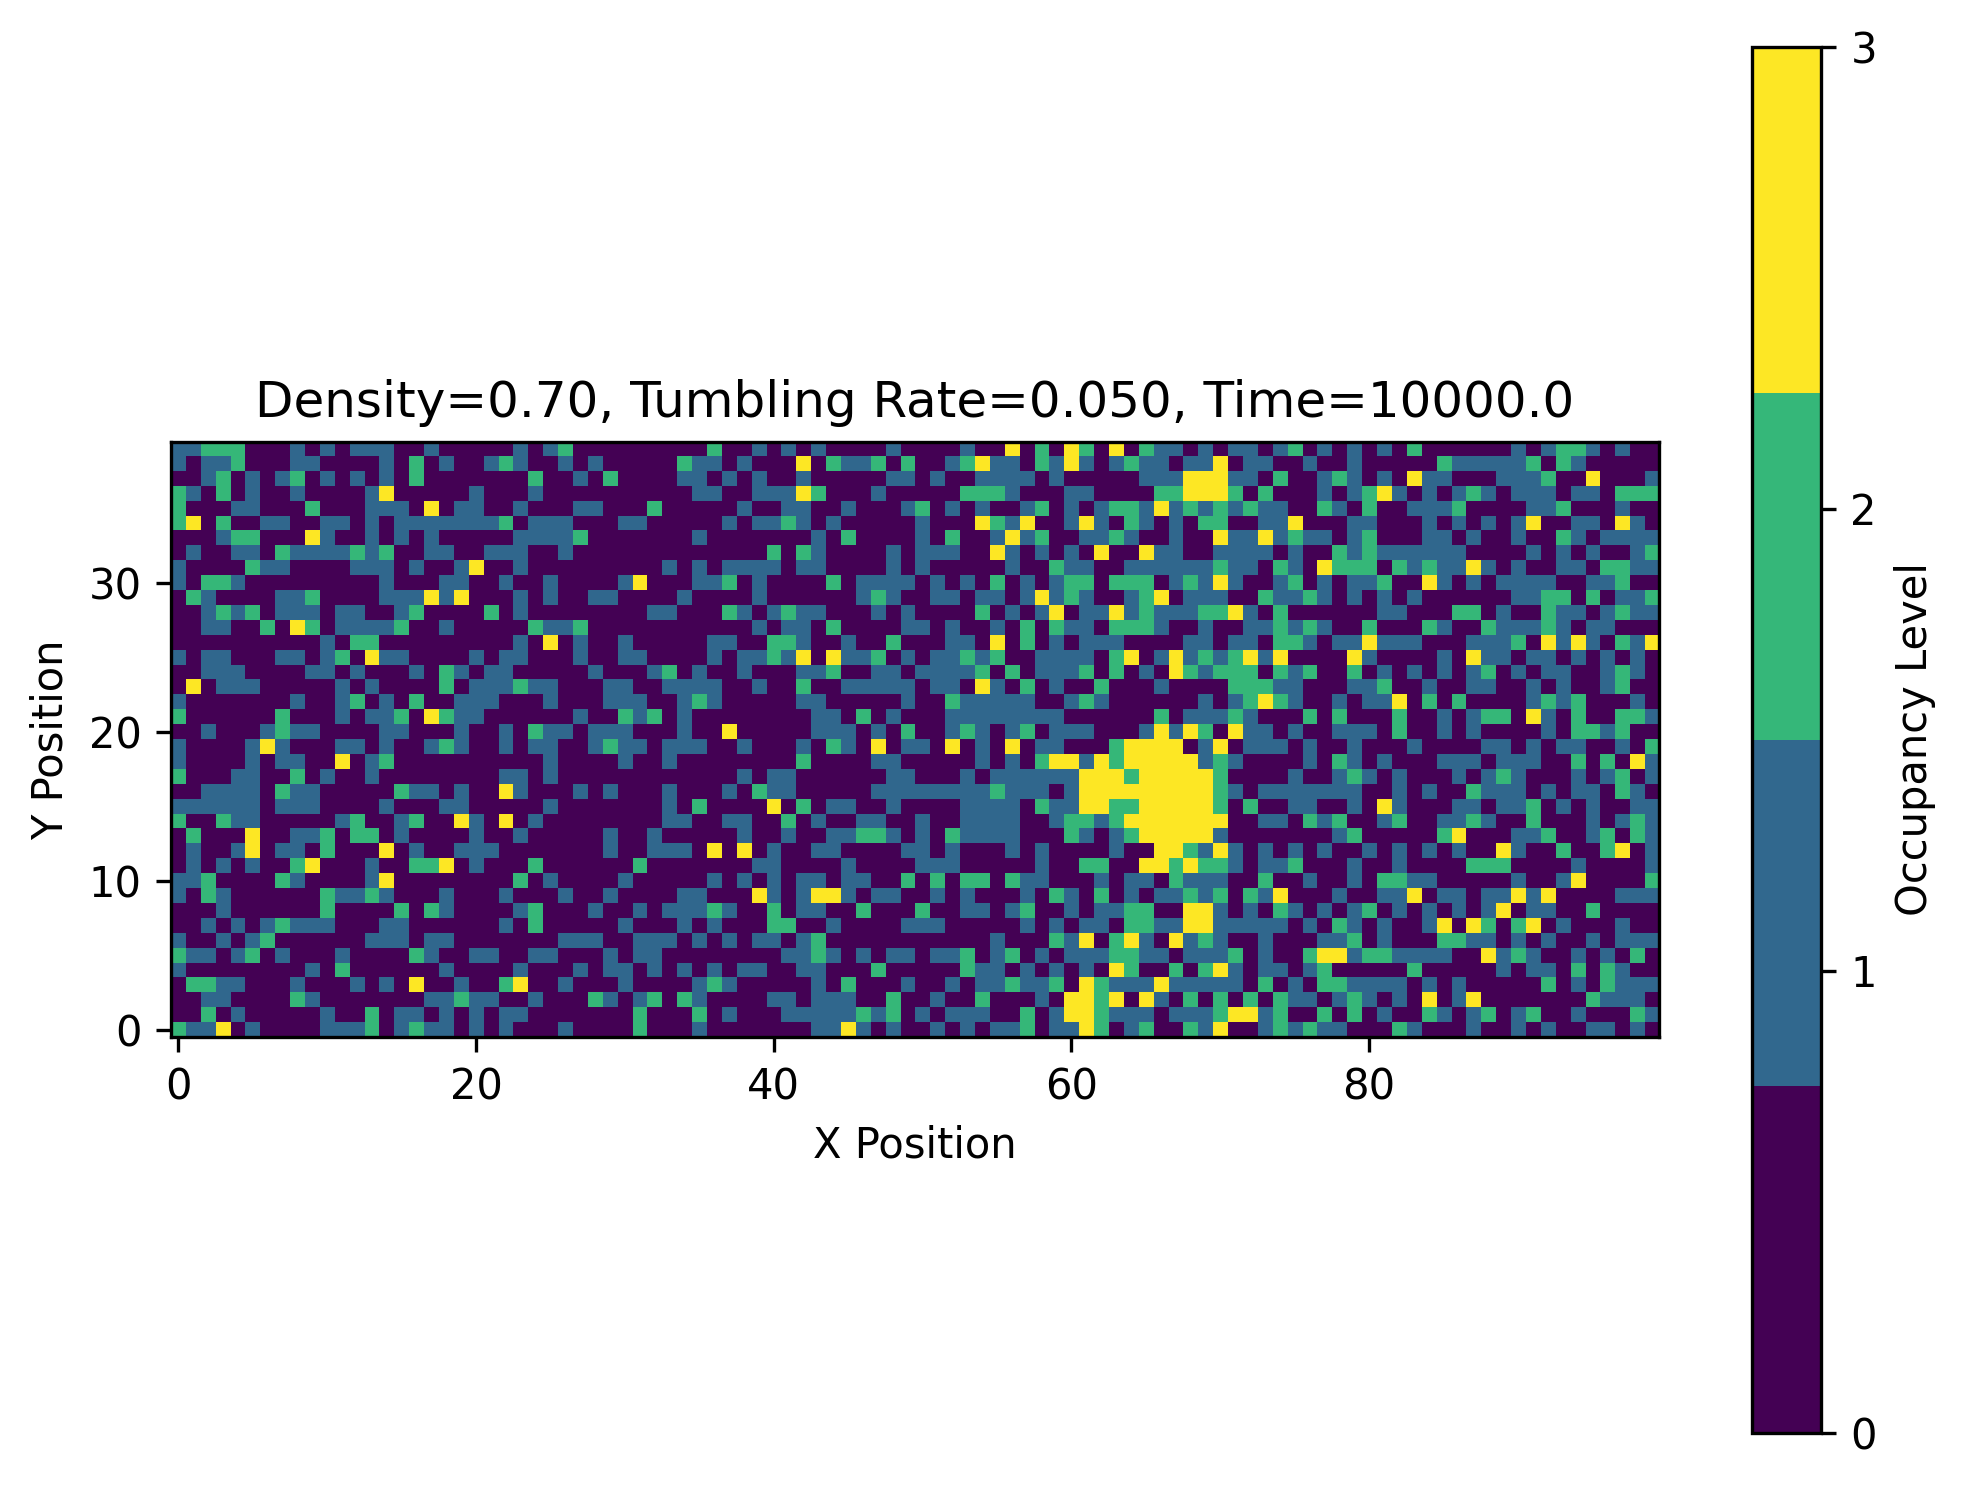 Density=0.70, Tumbling Rate=0.050, Time=10000.0
Y Position
30
20
10
0
0 20 40 60 80
X Position
3
2
1
0
Occupancy Level